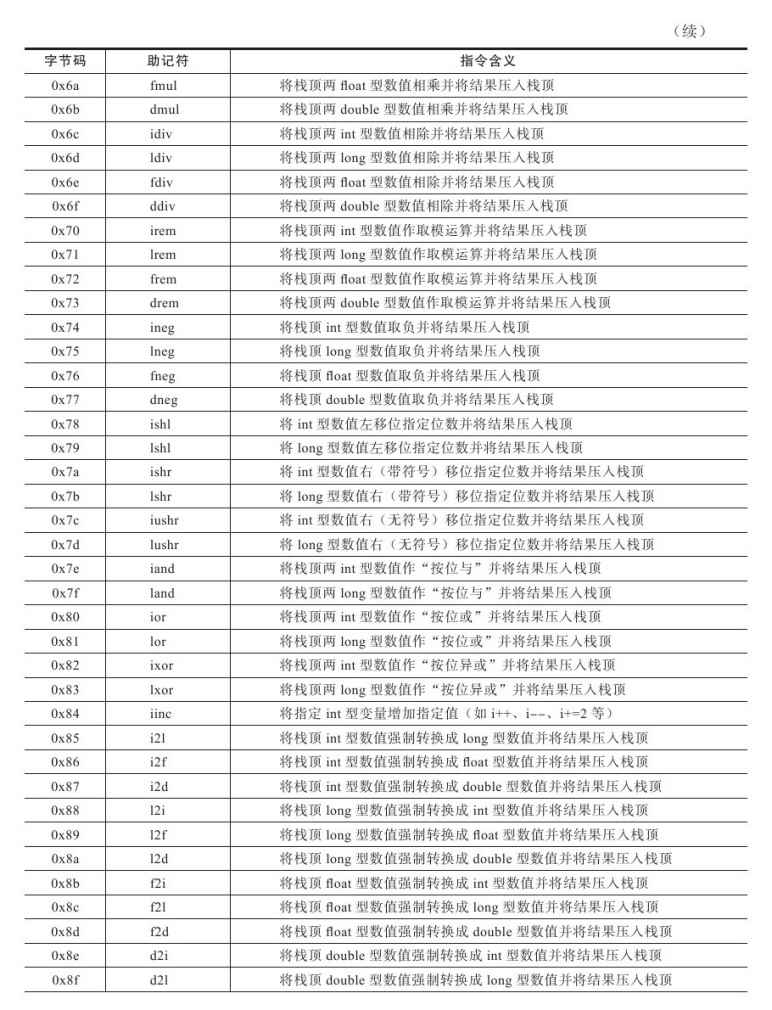 （续）
字节码 助记符 指令含义
0x6a fmul 将栈顶两 float 型数值相乘并将结果压入栈顶
0x6b dmul 将栈顶两 double 型数值相乘并将结果压入栈顶
0x6c idiv 将栈顶两 int 型数值相除并将结果压入栈顶
0x6d ldiv 将栈顶两 long 型数值相除并将结果压入栈顶
0x6e fdiv 将栈顶两 float 型数值相除并将结果压入栈顶
0x6f ddiv 将栈顶两 double 型数值相除并将结果压入栈顶
0x70 irem 将栈顶两 int 型数值作取模运算并将结果压入栈顶
0x71 lrem 将栈顶两 long 型数值作取模运算并将结果压入栈顶
0x72 frem 将栈顶两 float 型数值作取模运算并将结果压入栈顶
0x73 drem 将栈顶两 double 型数值作取模运算并将结果压入栈顶
0x74 ineg 将栈顶 int 型数值取负并将结果压入栈顶
0x75 lneg 将栈顶 long 型数值取负并将结果压入栈顶
0x76 fneg 将栈顶 float 型数值取负并将结果压入栈顶
0x77 dneg 将栈顶 double 型数值取负并将结果压入栈顶
0x78 ishl 将 int 型数值左移位指定位数并将结果压入栈顶
0x79 lshl 将 long 型数值左移位指定位数并将结果压入栈顶
0x7a ishr 将 int 型数值右（带符号）移位指定位数并将结果压入栈顶
0x7b lshr 将 long 型数值右（带符号）移位指定位数并将结果压入栈顶
0x7c iushr 将 int 型数值右（无符号）移位指定位数并将结果压入栈顶
0x7d lushr 将 long 型数值右（无符号）移位指定位数并将结果压入栈顶
0x7e iand 将栈顶两 int 型数值作“按位与”并将结果压入栈顶
0x7f land 将栈顶两 long 型数值作“按位与”并将结果压入栈顶
0x80 ior 将栈顶两 int 型数值作“按位或”并将结果压入栈顶
0x81 lor 将栈顶两 long 型数值作“按位或”并将结果压入栈顶
0x82 ixor 将栈顶两 int 型数值作“按位异或”并将结果压入栈顶
0x83 lxor 将栈顶两 long 型数值作“按位异或”并将结果压入栈顶
0x84 iinc 将指定 int 型变量增加指定值（如 i++、i--、i+=2 等）
0x85 i2l 将栈顶 int 型数值强制转换成 long 型数值并将结果压入栈顶
0x86 i2f 将栈顶 int 型数值强制转换成 float 型数值并将结果压入栈顶
0x87 i2d 将栈顶 int 型数值强制转换成 double 型数值并将结果压入栈顶
0x88 l2i 将栈顶 long 型数值强制转换成 int 型数值并将结果压入栈顶
0x89 l2f 将栈顶 long 型数值强制转换成 float 型数值并将结果压入栈顶
0x8a l2d 将栈顶 long 型数值强制转换成 double 型数值并将结果压入栈顶
0x8b f2i 将栈顶 float 型数值强制转换成 int 型数值并将结果压入栈顶
0x8c f2l 将栈顶 float 型数值强制转换成 long 型数值并将结果压入栈顶
0x8d f2d 将栈顶 float 型数值强制转换成 double 型数值并将结果压入栈顶
0x8e d2i 将栈顶 double 型数值强制转换成 int 型数值并将结果压入栈顶
0x8f d2l 将栈顶 double 型数值强制转换成 long 型数值并将结果压入栈顶